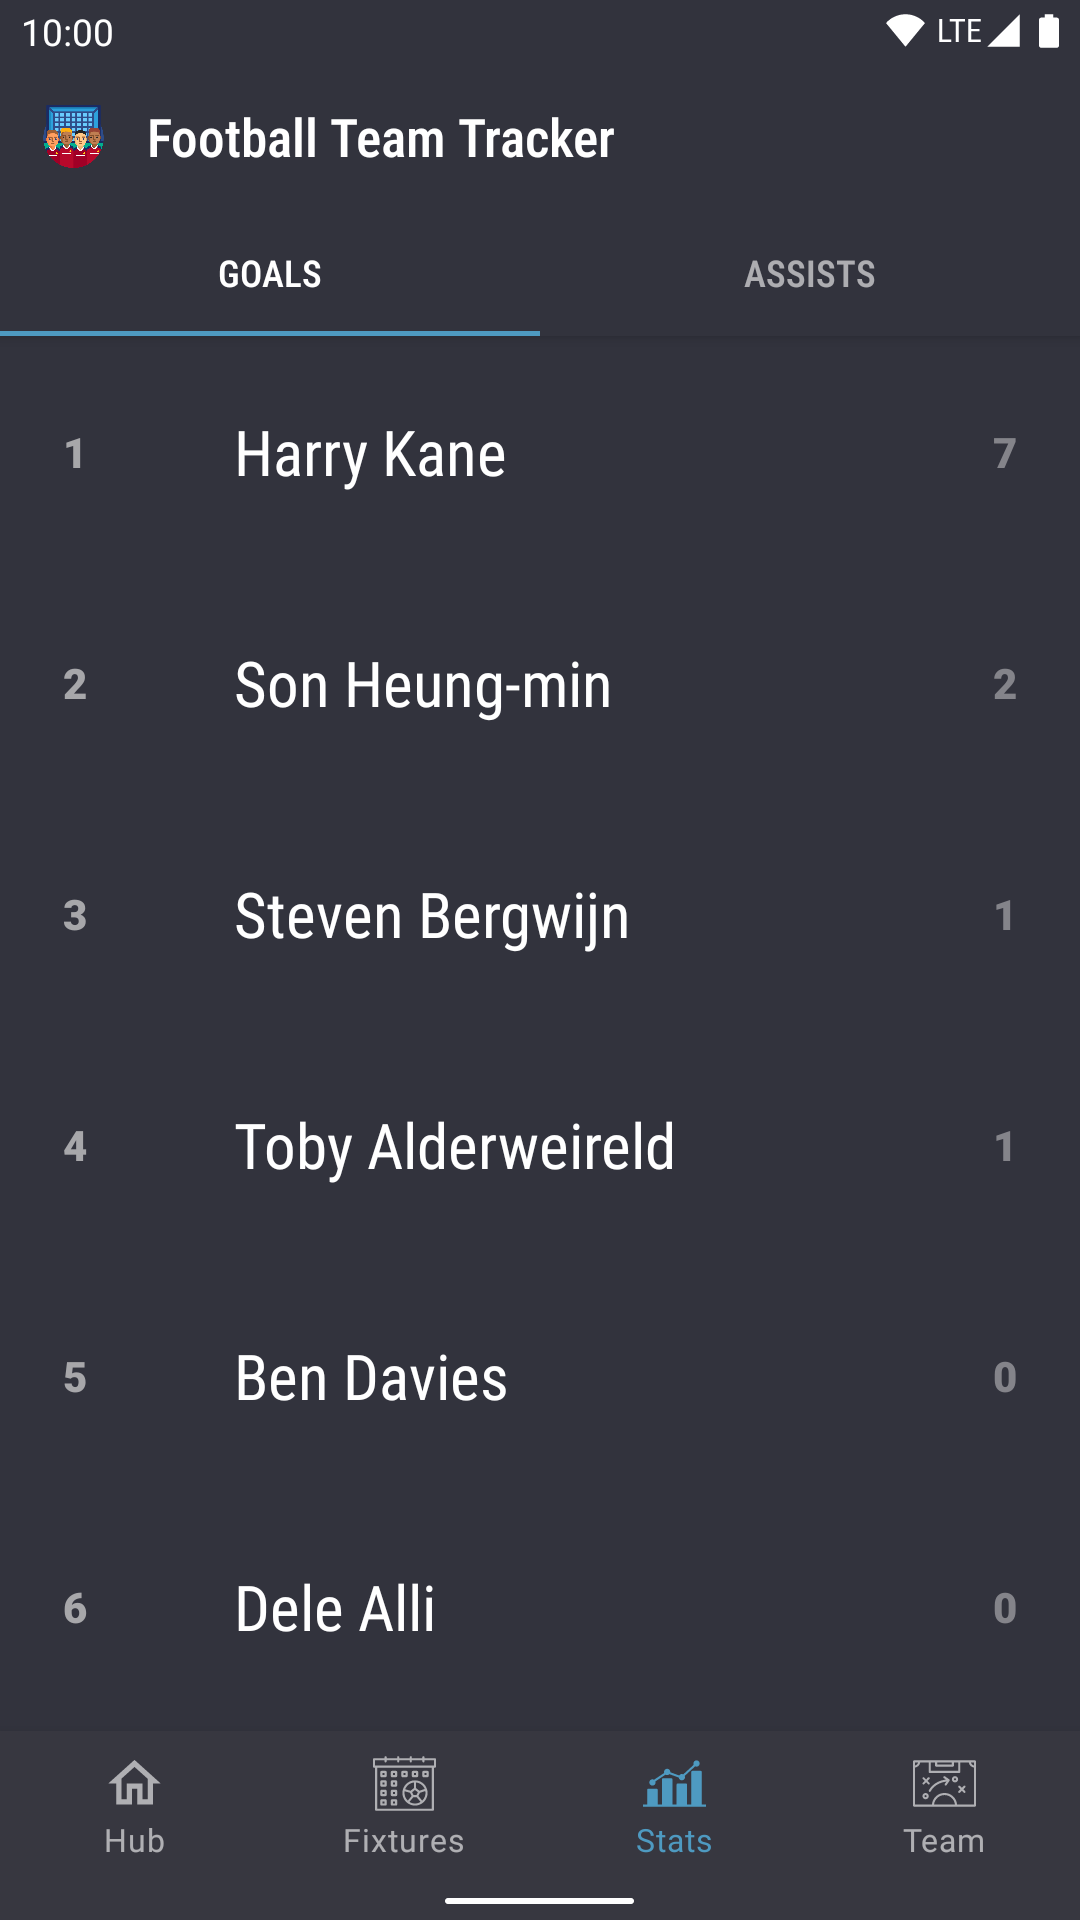 10:00 LTE
Football Team Tracker
GOALS ASSISTS
1 Harry Kane 7
2 Son Heung-min 2
3 Steven Bergwijn 1
4 Toby Alderweireld 1
5 Ben Davies 0
6 Dele Alli 0
Hub Fixtures Stats Team